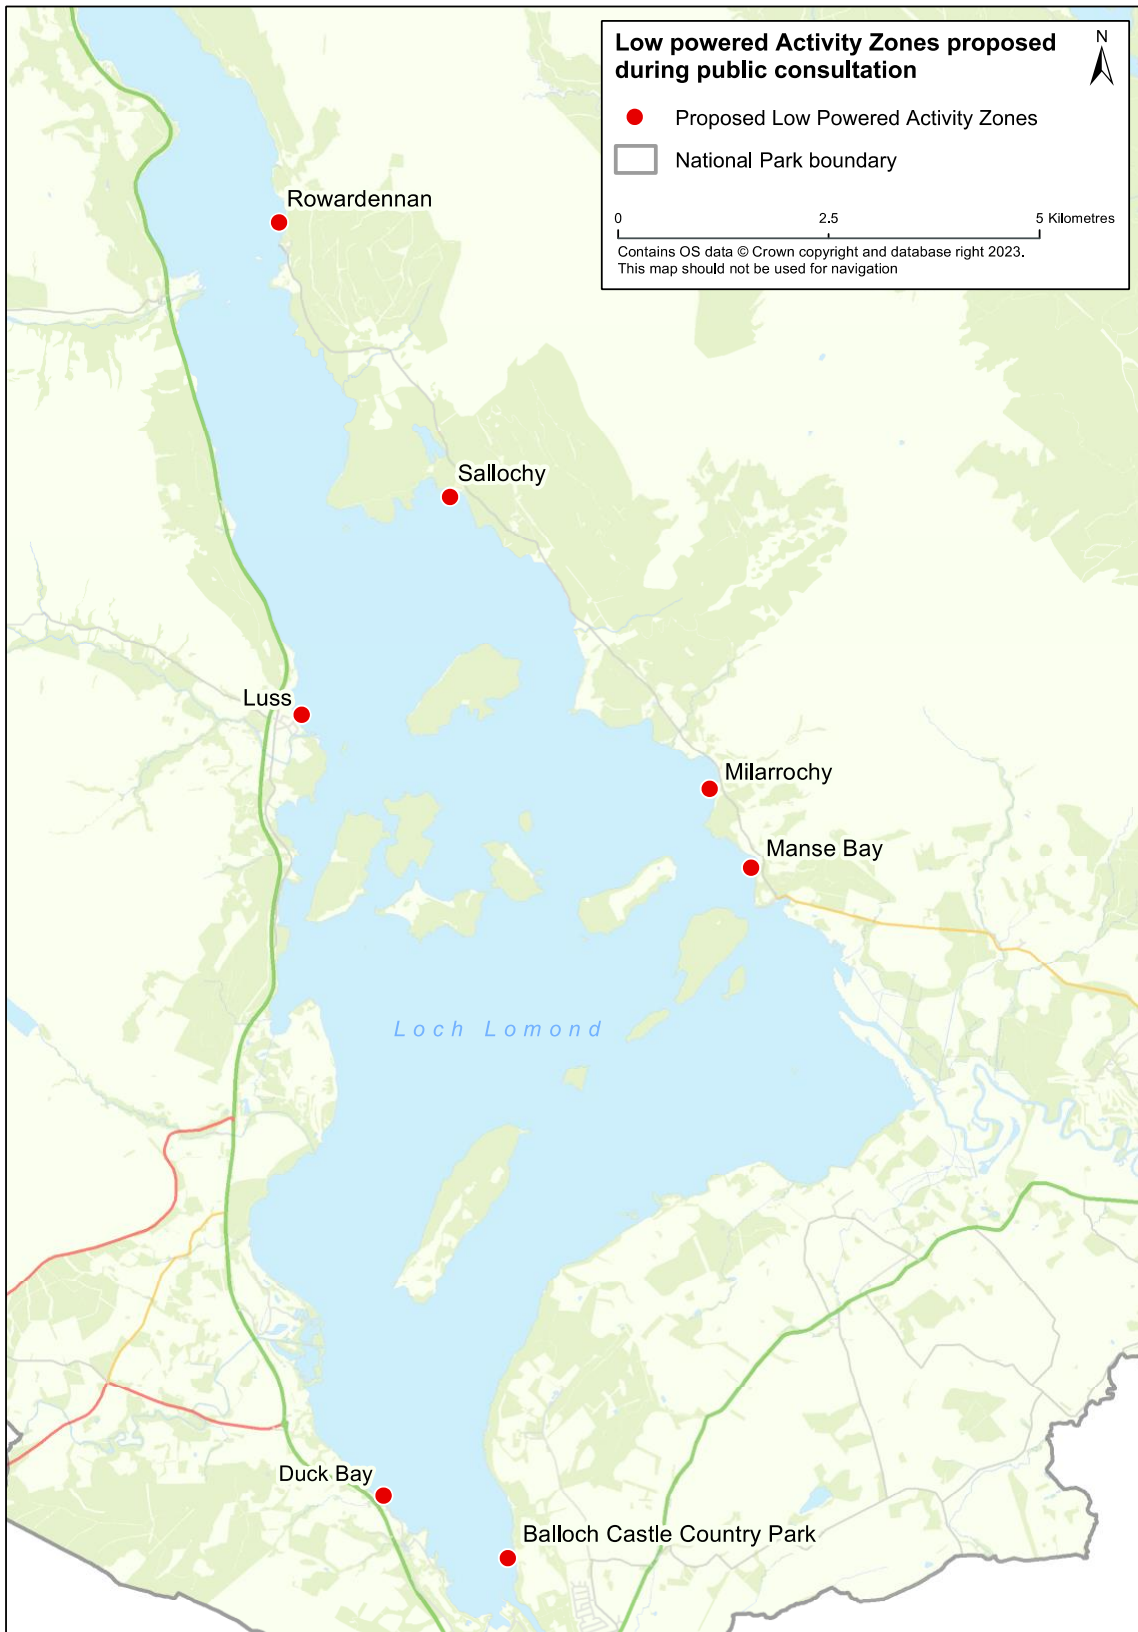 Low powered Activity Zones proposed
during public consultation
N
Proposed Low Powered Activity Zones
National Park boundary
0 2.5 5 Kilometres
Contains OS data © Crown copyright and database right 2023.
This map should not be used for navigation
Rowardennan
Sallochy
Luss
Milarrochy
Manse Bay
Loch Lomond
Duck Bay
Balloch Castle Country Park